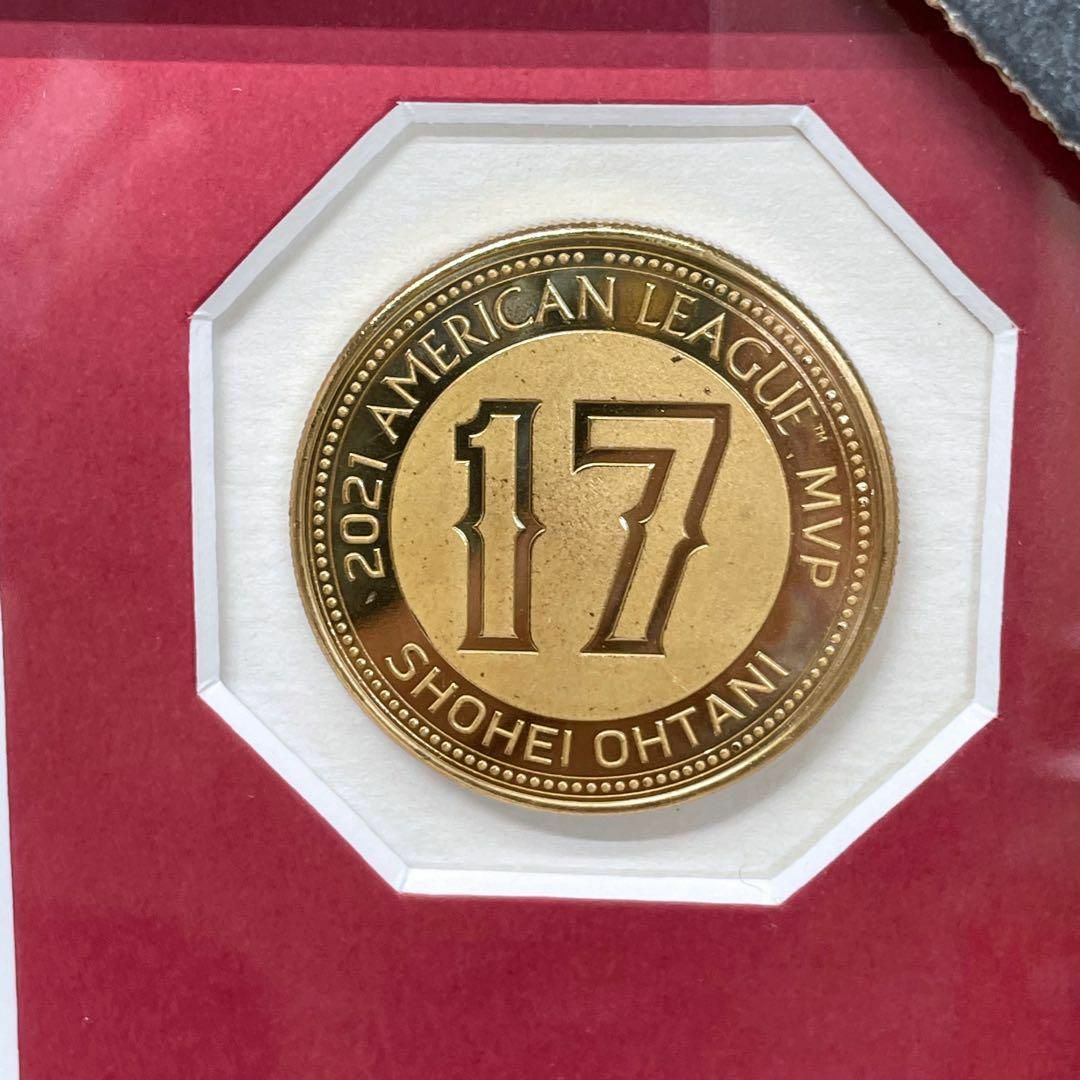 2021 AMERICAN LEAGUE™ MVP
17
SHOHEI OHTANI